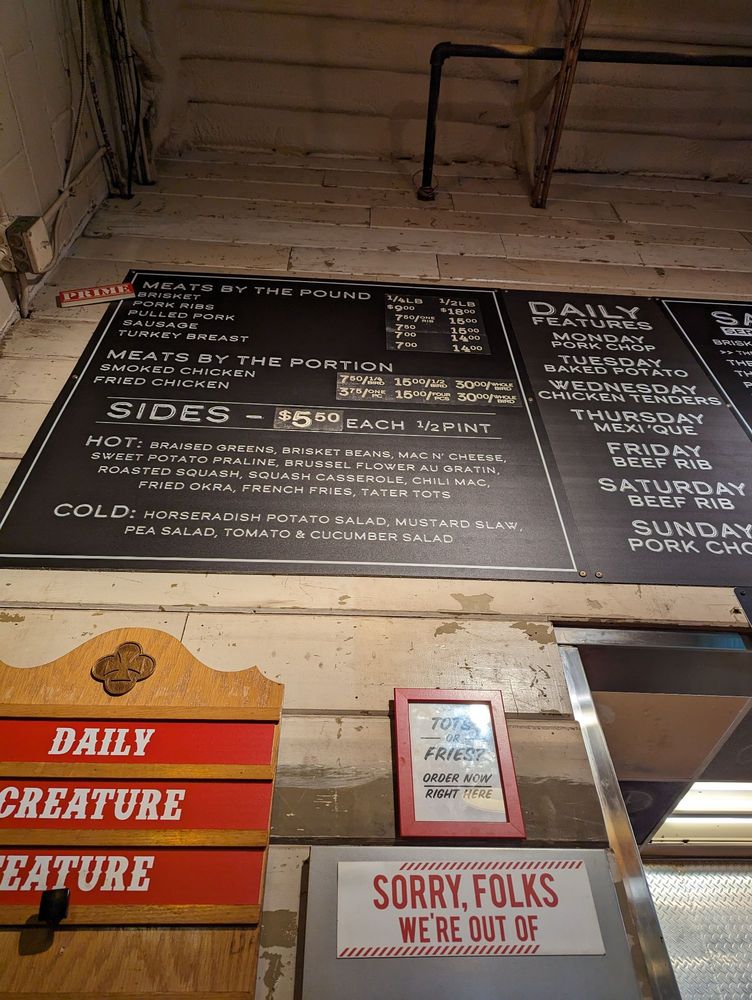 PRIME
MEATS BY THE POUND 1/4LB 1/2LB
BRISKET $9.00 $18.00
PORK RIBS 7.50/ONE RIB 15.00
PULLED PORK 7.50 15.00
SAUSAGE 7.00 14.00
TURKEY BREAST 7.00 14.00
MEATS BY THE PORTION
SMOKED CHICKEN 7.50/1/4 BIRD 15.00/1/2 BIRD 30.00/WHOLE BIRD
FRIED CHICKEN 3.75/ONE PC 15.00/FOUR PCS 30.00/WHOLE BIRD
SIDES - $5.50 EACH 1/2 PINT
HOT: BRAISED GREENS, BRISKET BEANS, MAC N' CHEESE,
SWEET POTATO PRALINE, BRUSSEL FLOWER AU GRATIN,
ROASTED SQUASH, SQUASH CASSEROLE, CHILI MAC,
FRIED OKRA, FRENCH FRIES, TATER TOTS
COLD: HORSERADISH POTATO SALAD, MUSTARD SLAW,
PEA SALAD, TOMATO & CUCUMBER SALAD
DAILY
FEATURES
MONDAY
PORK CHOP
TUESDAY
BAKED POTATO
WEDNESDAY
CHICKEN TENDERS
THURSDAY
MEXI 'QUE
FRIDAY
BEEF RIB
SATURDAY
BEEF RIB
SUNDAY
PORK CHO
SA
SER
BRISK
>> T
THE
DAILY
CREATURE
EATURE
TOTS
OR
FRIES?
ORDER NOW
RIGHT HERE
SORRY, FOLKS
WE'RE OUT OF